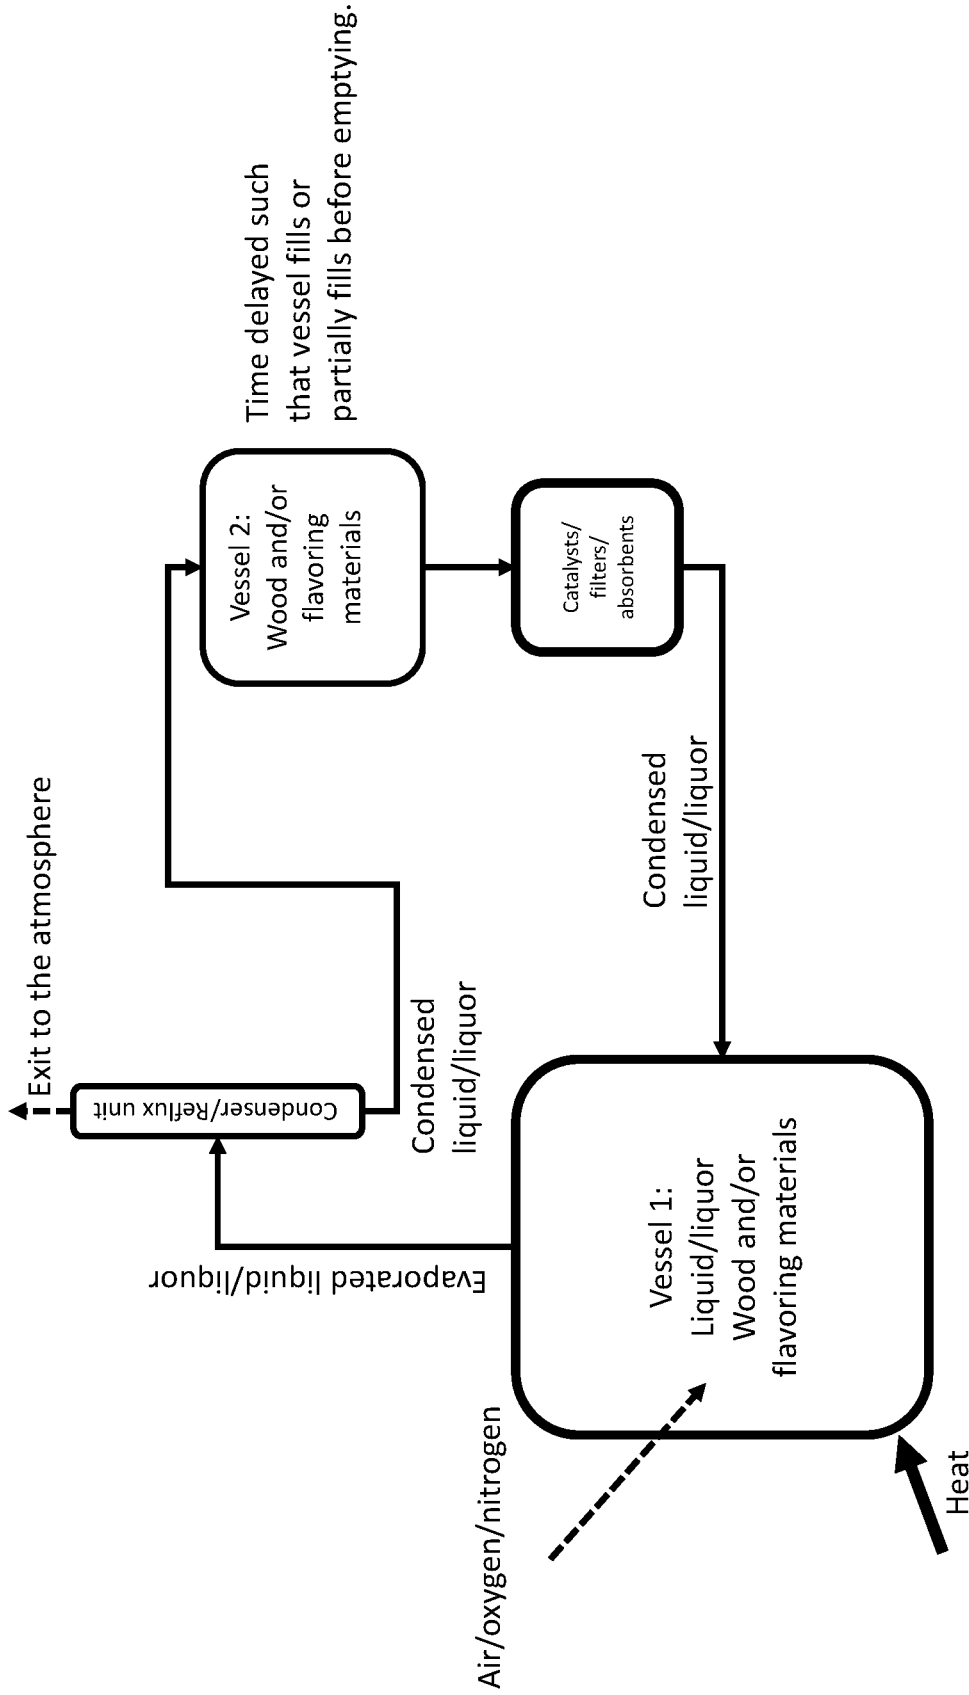 Exit to the atmosphere
Condenser/Reflux unit
Evaporated liquid/liquor
Condensed
liquid/liquor
Time delayed such
that vessel fills or
partially fills before emptying.
Vessel 2:
Wood and/or
flavoring
materials
Catalysts/
filters/
absorbents
Condensed
liquid/liquor
Air/oxygen/nitrogen
Vessel 1:
Liquid/liquor
Wood and/or
flavoring materials
Heat